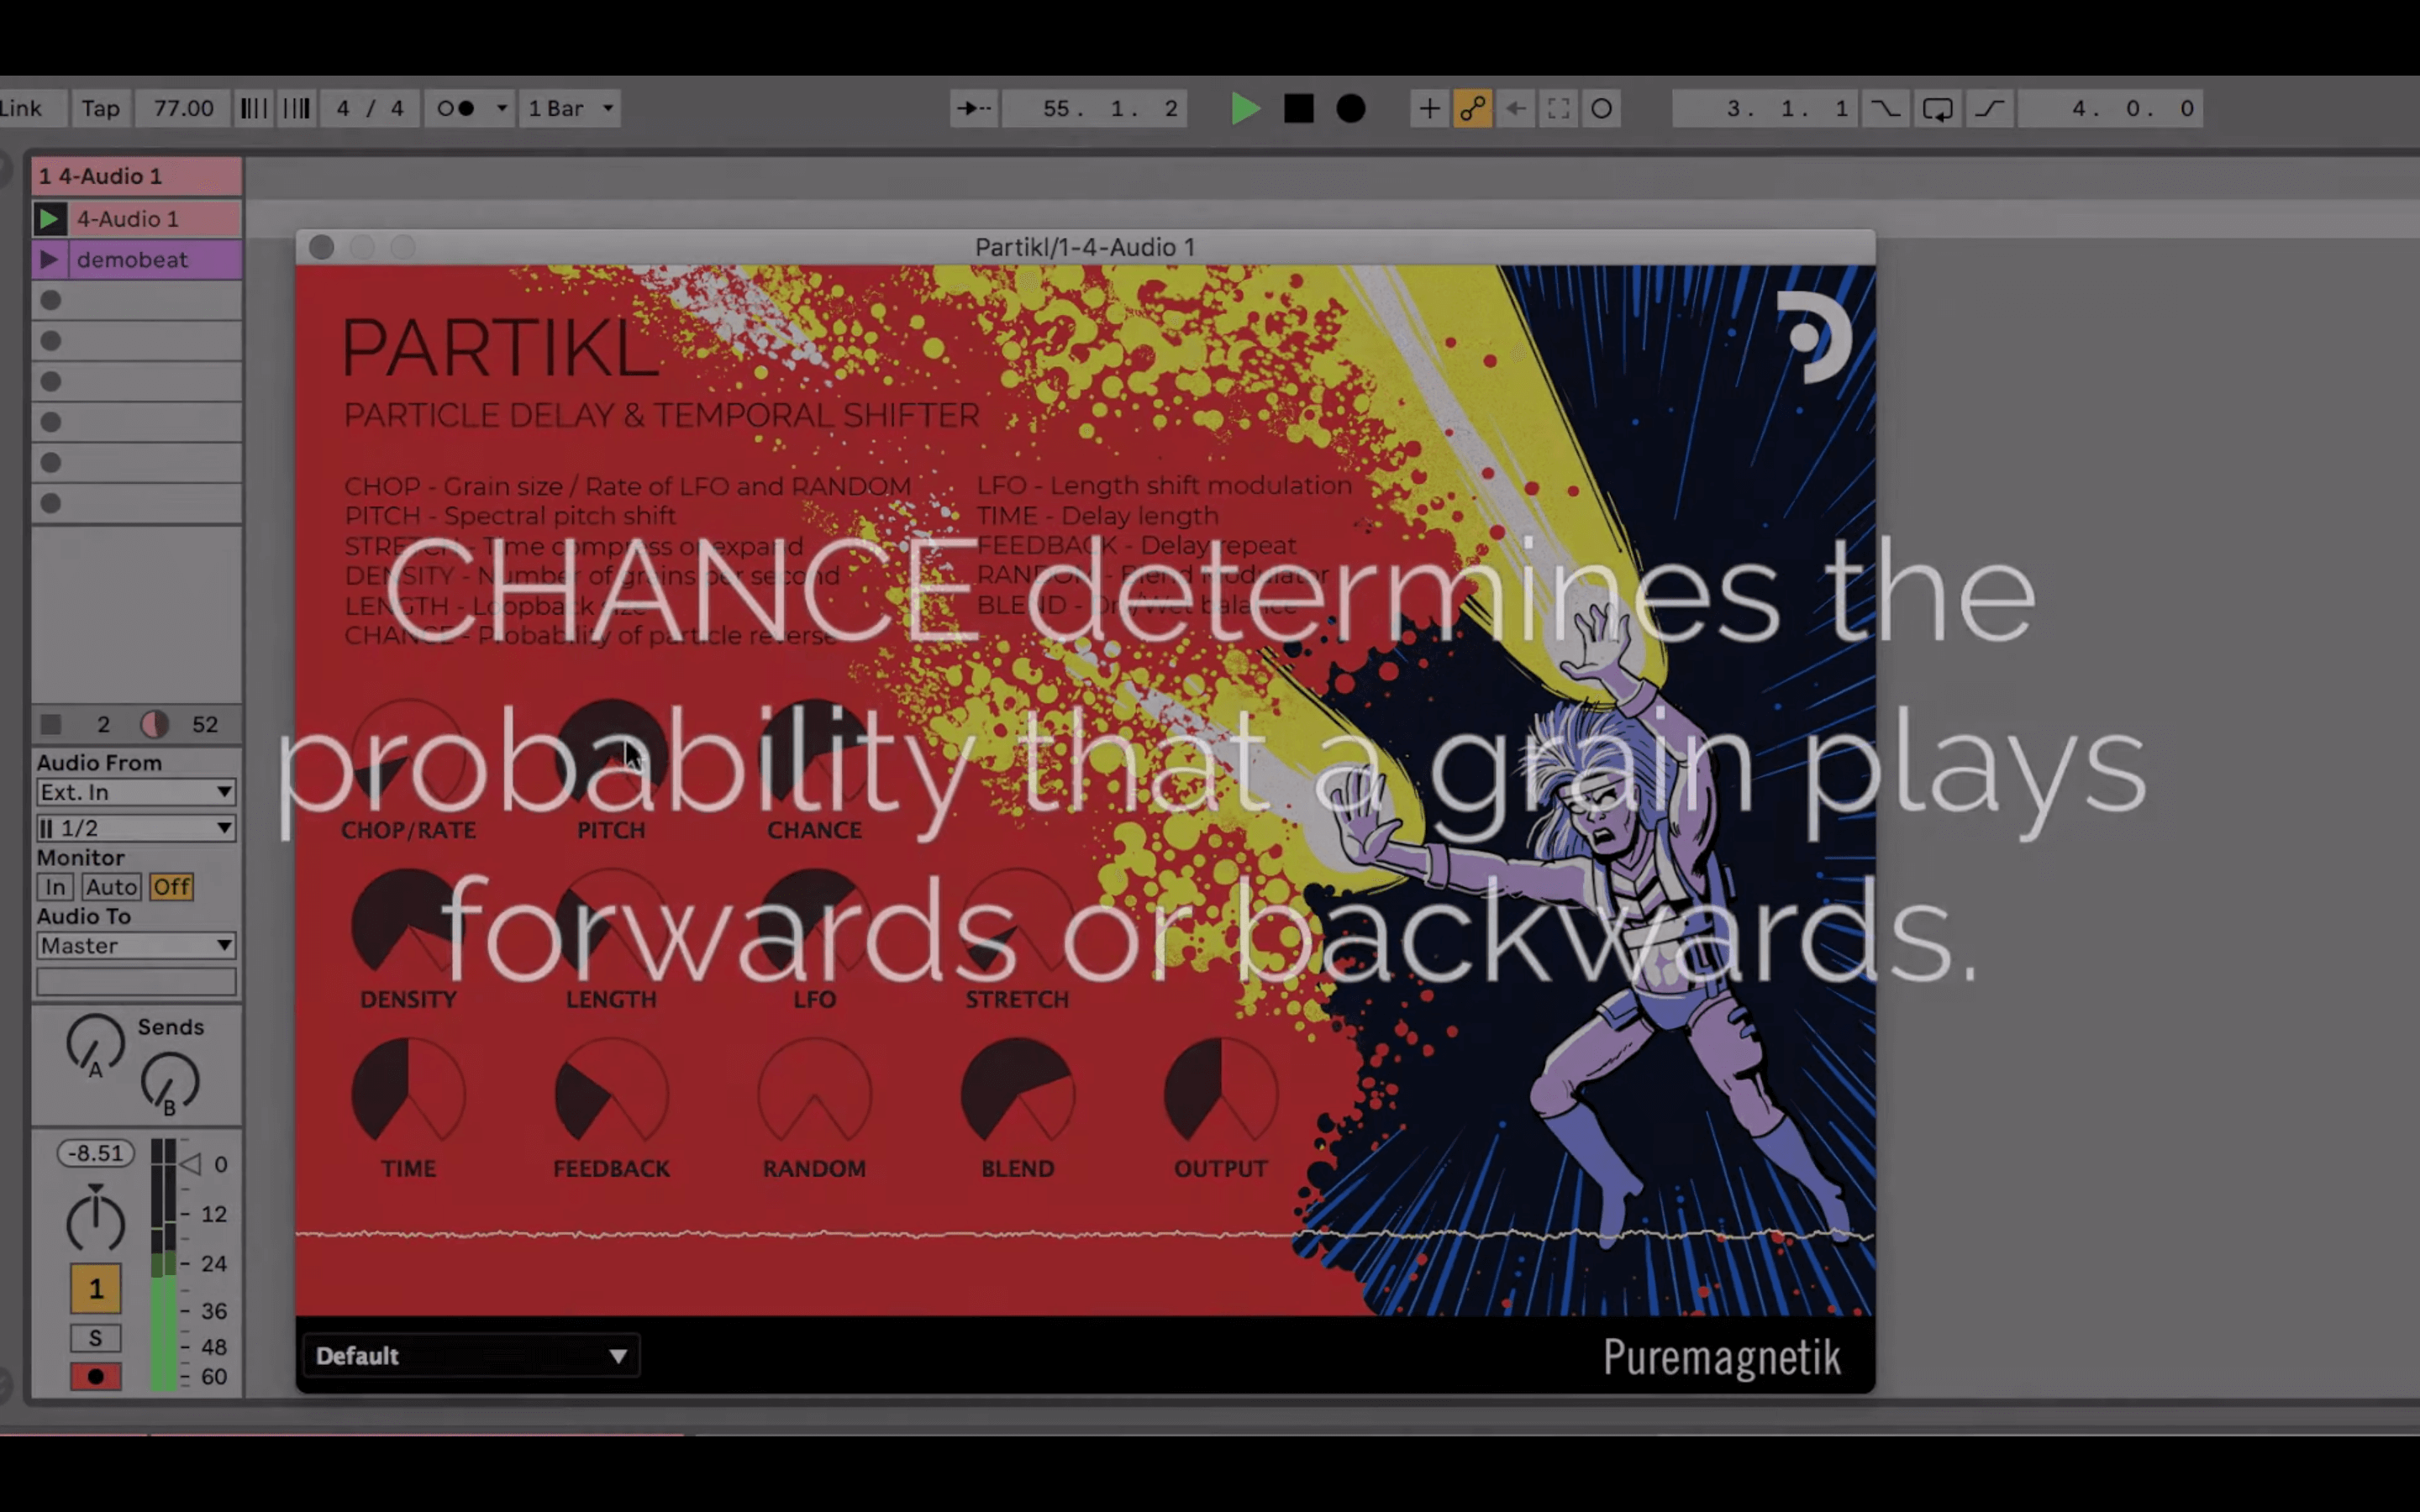 Link Tap 77.00 4 / 4 1 Bar 55. 1. 2 3. 1. 1 4. 0. 0
1 4-Audio 1
4-Audio 1
demobeat
2 52
Audio From
Ext. In
1/2
Monitor
In Auto Off
Audio To
Master
Sends
A
B
-8.51
0
12
24
36
48
60
1
S
Partikl/1-4-Audio 1
PARTIKL
PARTICLE DELAY & TEMPORAL SHIFTER
CHOP - Grain size / Rate of LFO and RANDOM
PITCH - Spectral pitch shift
STRETCH - Time compress or expand
DENSITY - Number of grains per second
LENGTH - Loopback size
CHANCE - Probability of particle reverse
LFO - Length shift modulation
TIME - Delay length
FEEDBACK - Delay repeat
RANDOM - Blend Modulator
BLEND - Dry/Wet balance
CHANCE determines the
probability that a grain plays
forwards or backwards.
CHOP/RATE PITCH CHANCE
DENSITY LENGTH LFO STRETCH
TIME FEEDBACK RANDOM BLEND OUTPUT
Default
Puremagnetik